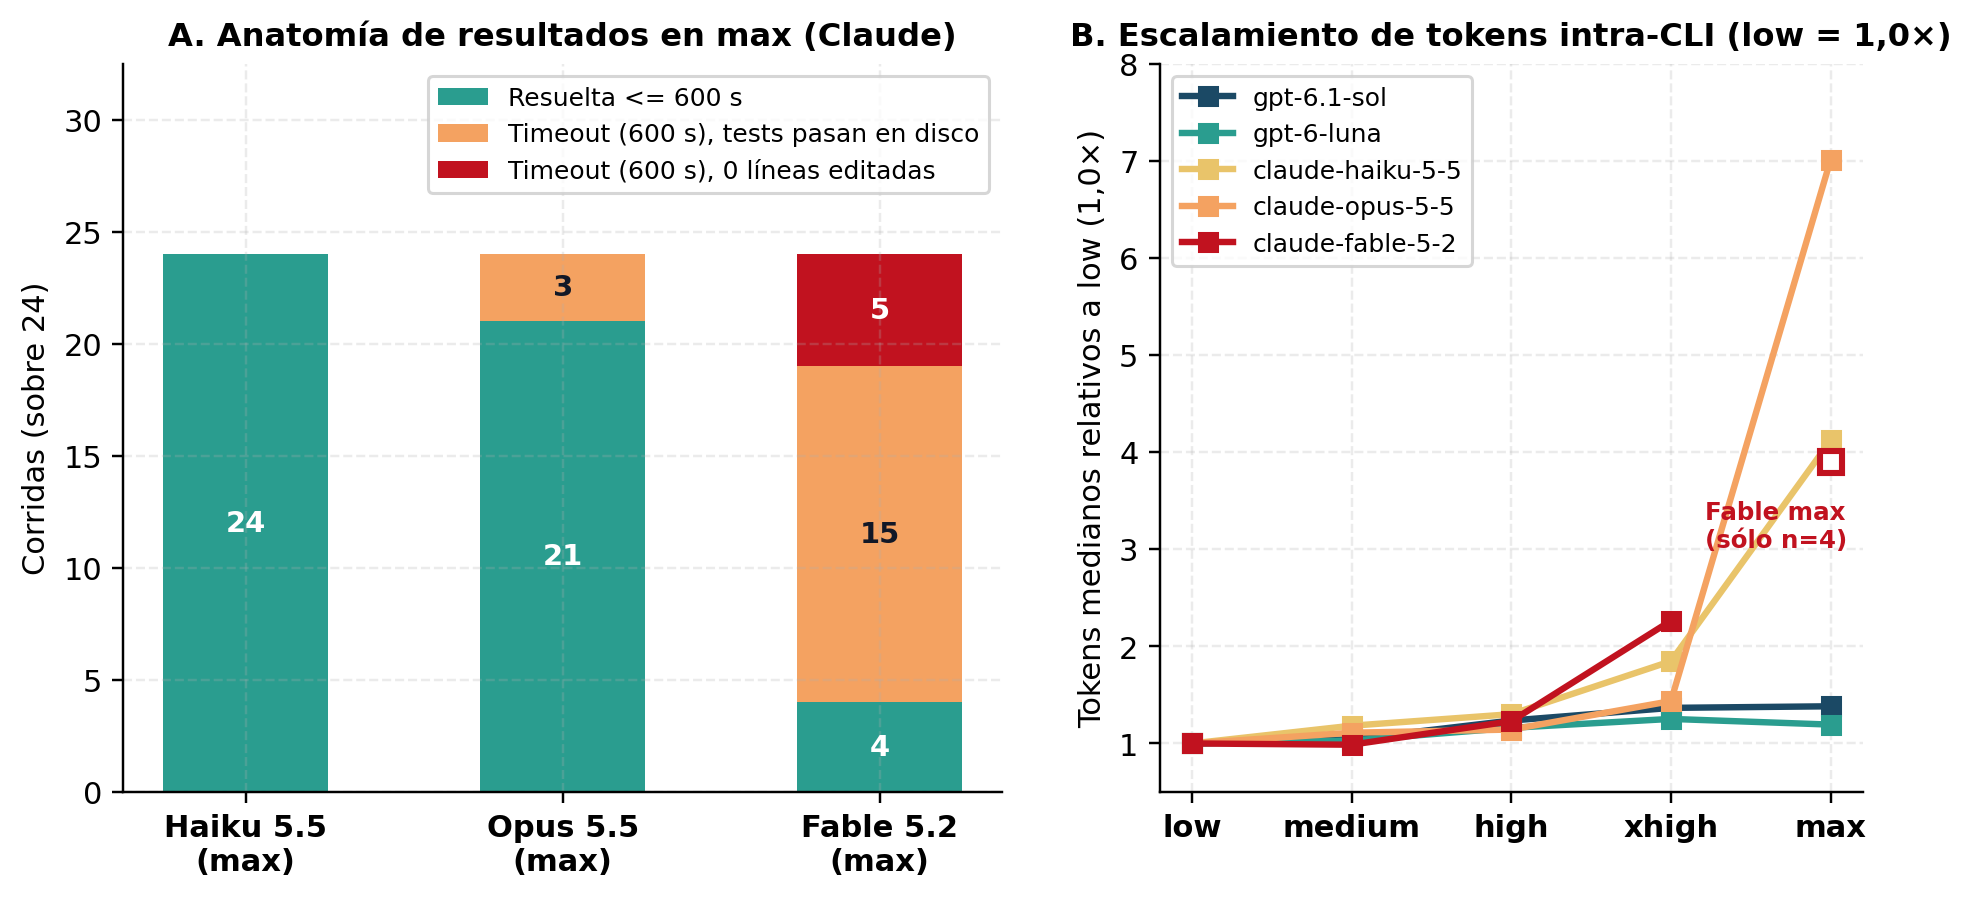 A. Anatomía de resultados en max (Claude)
Corridas (sobre 24)
30
25
20
15
10
5
0
Resuelta <= 600 s
Timeout (600 s), tests pasan en disco
Timeout (600 s), 0 líneas editadas
24
3
21
5
15
4
Haiku 5.5
(max)
Opus 5.5
(max)
Fable 5.2
(max)
B. Escalamiento de tokens intra-CLI (low = 1,0×)
Tokens medianos relativos a low (1,0×)
8
7
6
5
4
3
2
1
gpt-6.1-sol
gpt-6-luna
claude-haiku-5-5
claude-opus-5-5
claude-fable-5-2
Fable max
(sólo n=4)
low
medium
high
xhigh
max